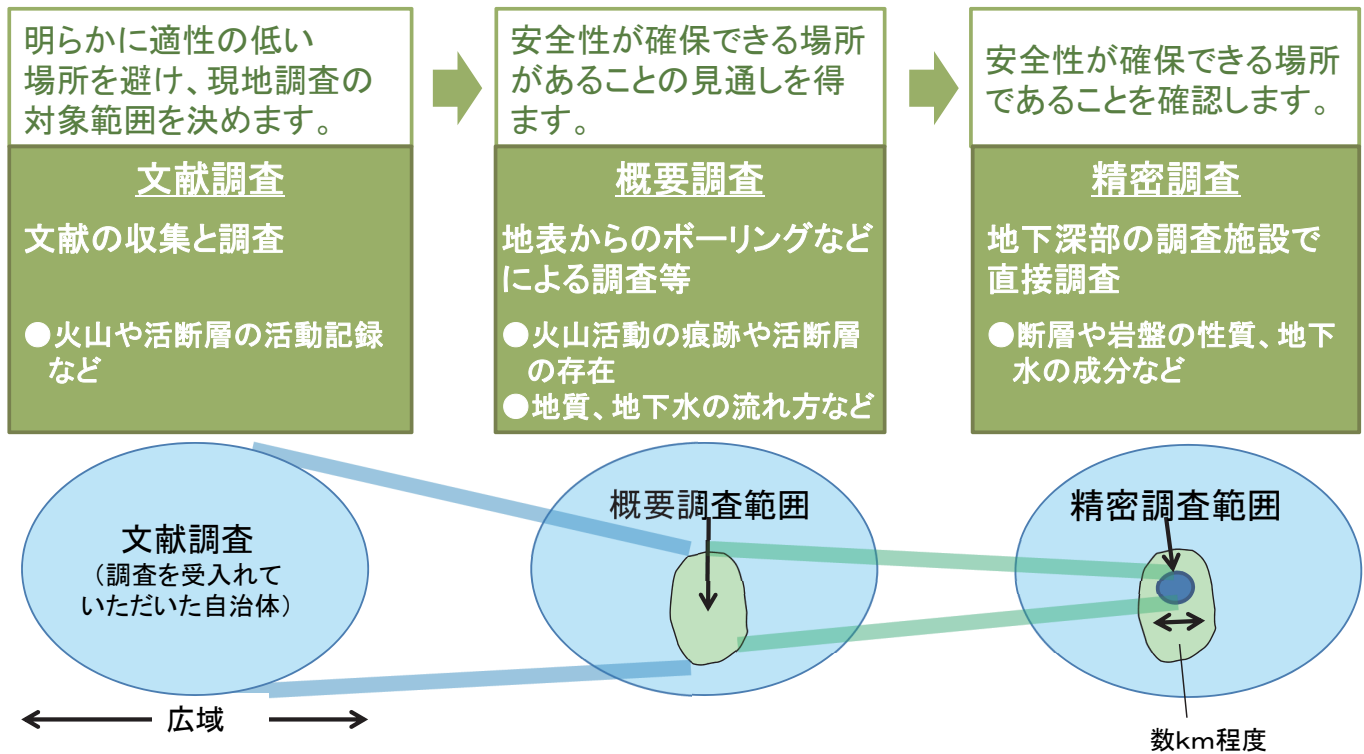 明らかに適性の低い
場所を避け、現地調査の
対象範囲を決めます。
安全性が確保できる場所
があることの見通しを得
ます。
安全性が確保できる場所
であることを確認します。
文献調査
文献の収集と調査
●火山や活断層の活動記録
など
概要調査
地表からのボーリングなど
による調査等
●火山活動の痕跡や活断層
の存在
●地質、地下水の流れ方など
精密調査
地下深部の調査施設で
直接調査
●断層や岩盤の性質、地下
水の成分など
文献調査
（調査を受入れて
いただいた自治体）
広域
概要調査範囲
精密調査範囲
数km程度